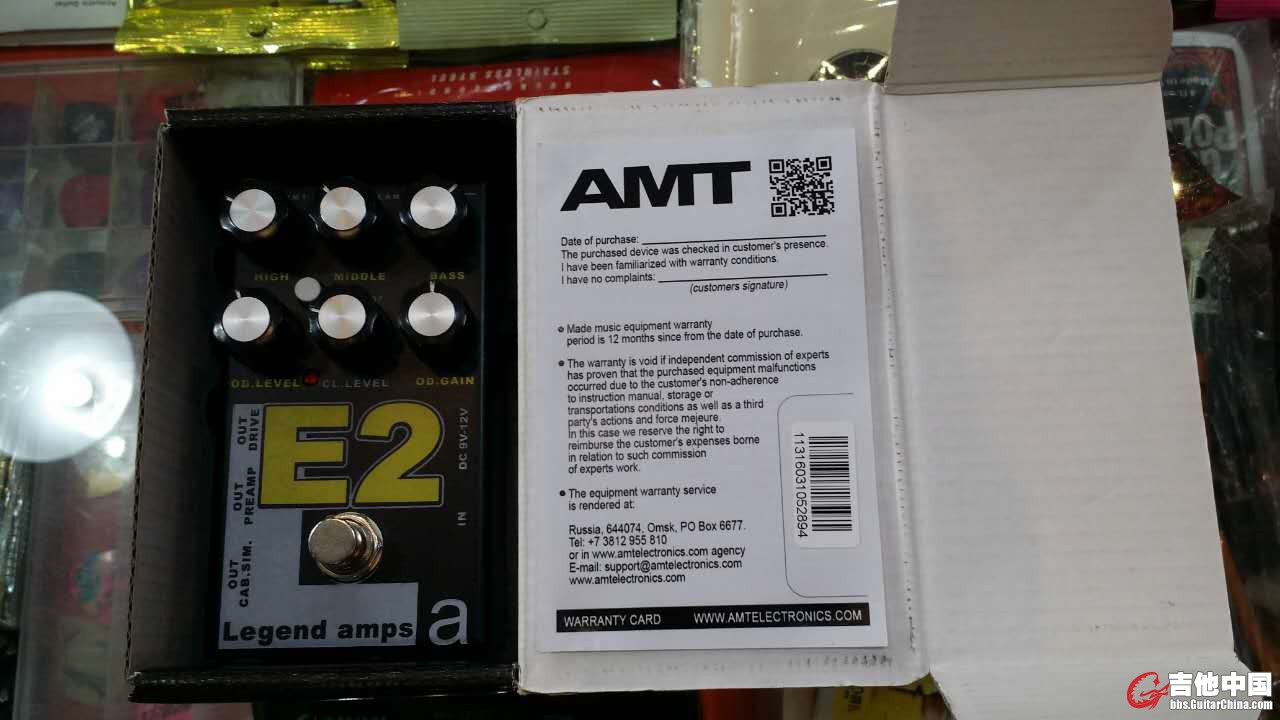 STAINLESS STEEL
HIGH MIDDLE BASS
OD.LEVEL CL.LEVEL OD.GAIN
OUT DRIVE
OUT PREAMP
OUT CAB.SIM.
E2
DC 9V-12V
IN
Legend amps
a
AMT
Date of purchase:
The purchased device was checked in customer's presence.
I have been familiarized with warranty conditions.
I have no complaints:
(customers signature)
Made music equipment warranty
period is 12 months since from the date of purchase.
The warranty is void if independent commission of experts
has proven that the purchased equipment malfunctions
occurred due to the customer's non-adherence
to instruction manual, storage or
transportations conditions as well as a third
party's actions and force mejeure.
In this case we reserve the right to
reimburse the customer's expenses borne
in relation to such commission
of experts work.
The equipment warranty service
is rendered at:
Russia, 644074, Omsk, PO Box 6677.
Tel: +7 3812 955 810
or in www.amtelectronics.com agency
E-mail: support@amtelectronics.com
www.amtelectronics.com
11316031052894
WARRANTY CARD WWW.AMTELECTRONICS.COM
吉他中国
bbs.GuitarChina.com